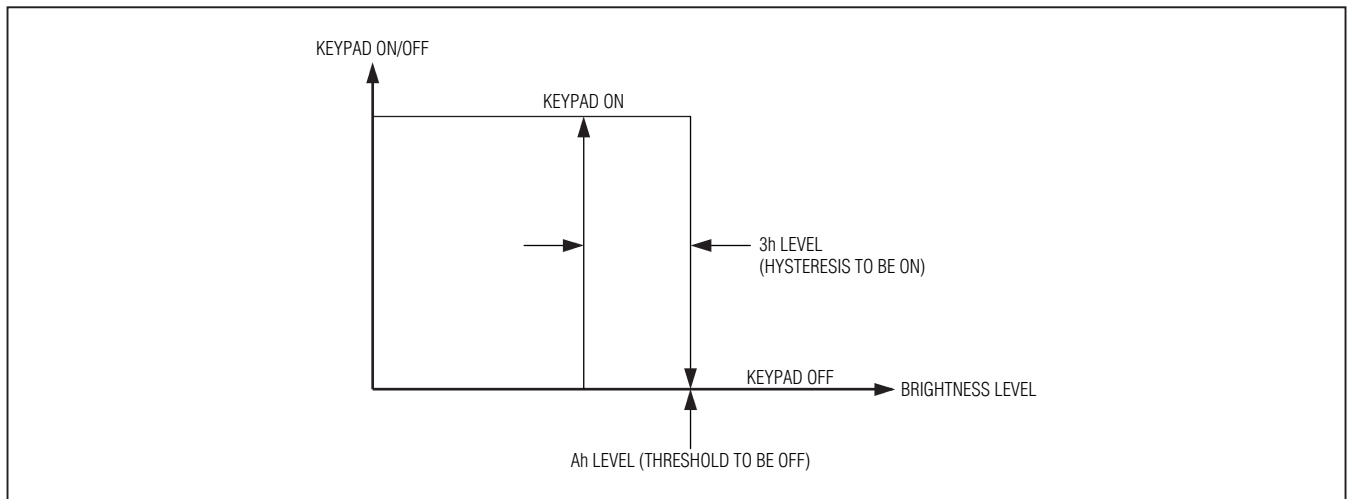 KEYPAD ON/OFF
KEYPAD ON
3h LEVEL
(HYSTERESIS TO BE ON)
KEYPAD OFF
BRIGHTNESS LEVEL
Ah LEVEL (THRESHOLD TO BE OFF)